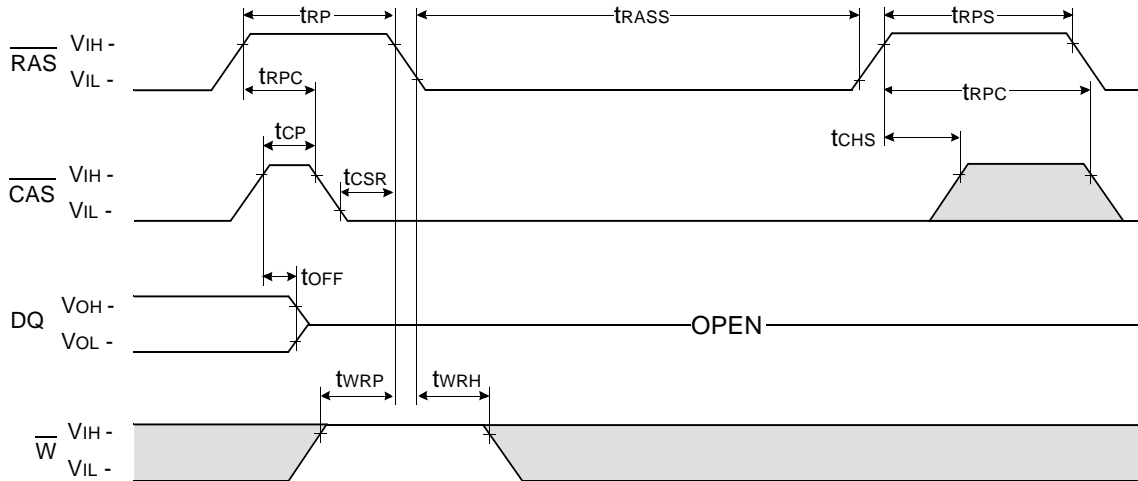 tRP tRASS tRPS
RAS VIH -
VIL -
tRPC tRPC
tCP tCHS
CAS VIH -
tCSR
VIL -
tOFF
DQ VOH -
VOL -
OPEN
tWRP tWRH
W VIH -
VIL -